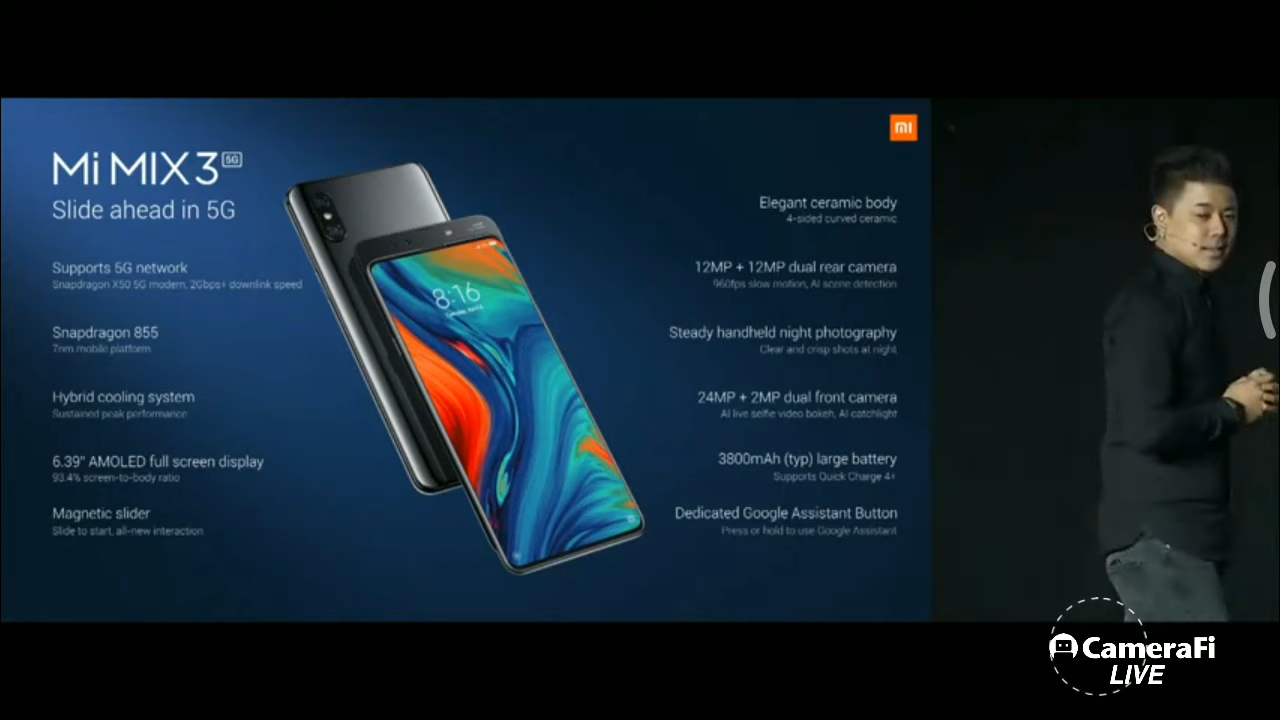 mi
Mi MIX 3 5G
Slide ahead in 5G
Supports 5G network
Snapdragon X50 5G modem, 2Gbps+ downlink speed
Snapdragon 855
7nm mobile platform
Hybrid cooling system
Sustained peak performance
6.39" AMOLED full screen display
93.4% screen-to-body ratio
Magnetic slider
Slide to start, all-new interaction
8:16
Elegant ceramic body
4-sided curved ceramic
12MP + 12MP dual rear camera
960fps slow motion, AI scene detection
Steady handheld night photography
Clear and crisp shots at night
24MP + 2MP dual front camera
AI live selfie video bokeh, AI catchlight
3800mAh (typ) large battery
Supports Quick Charge 4+
Dedicated Google Assistant Button
Press or hold to use Google Assistant
CameraFi
LIVE